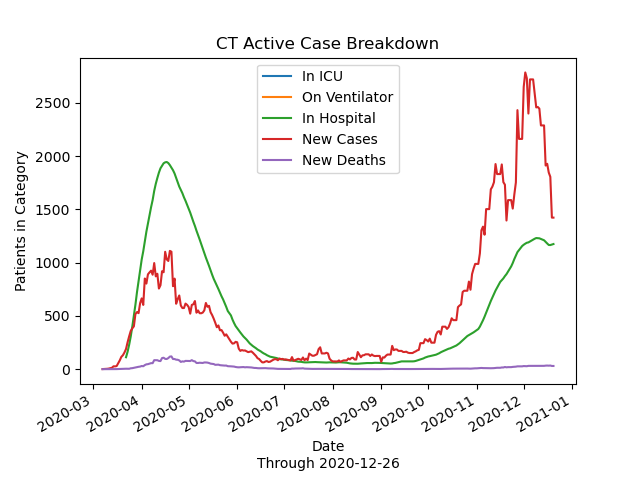 CT Active Case Breakdown
In ICU
On Ventilator
In Hospital
New Cases
New Deaths
Patients in Category
2500
2000
1500
1000
500
0
2020-03
2020-04
2020-05
2020-06
2020-07
2020-08
2020-09
2020-10
2020-11
2020-12
2021-01
Date
Through 2020-12-26